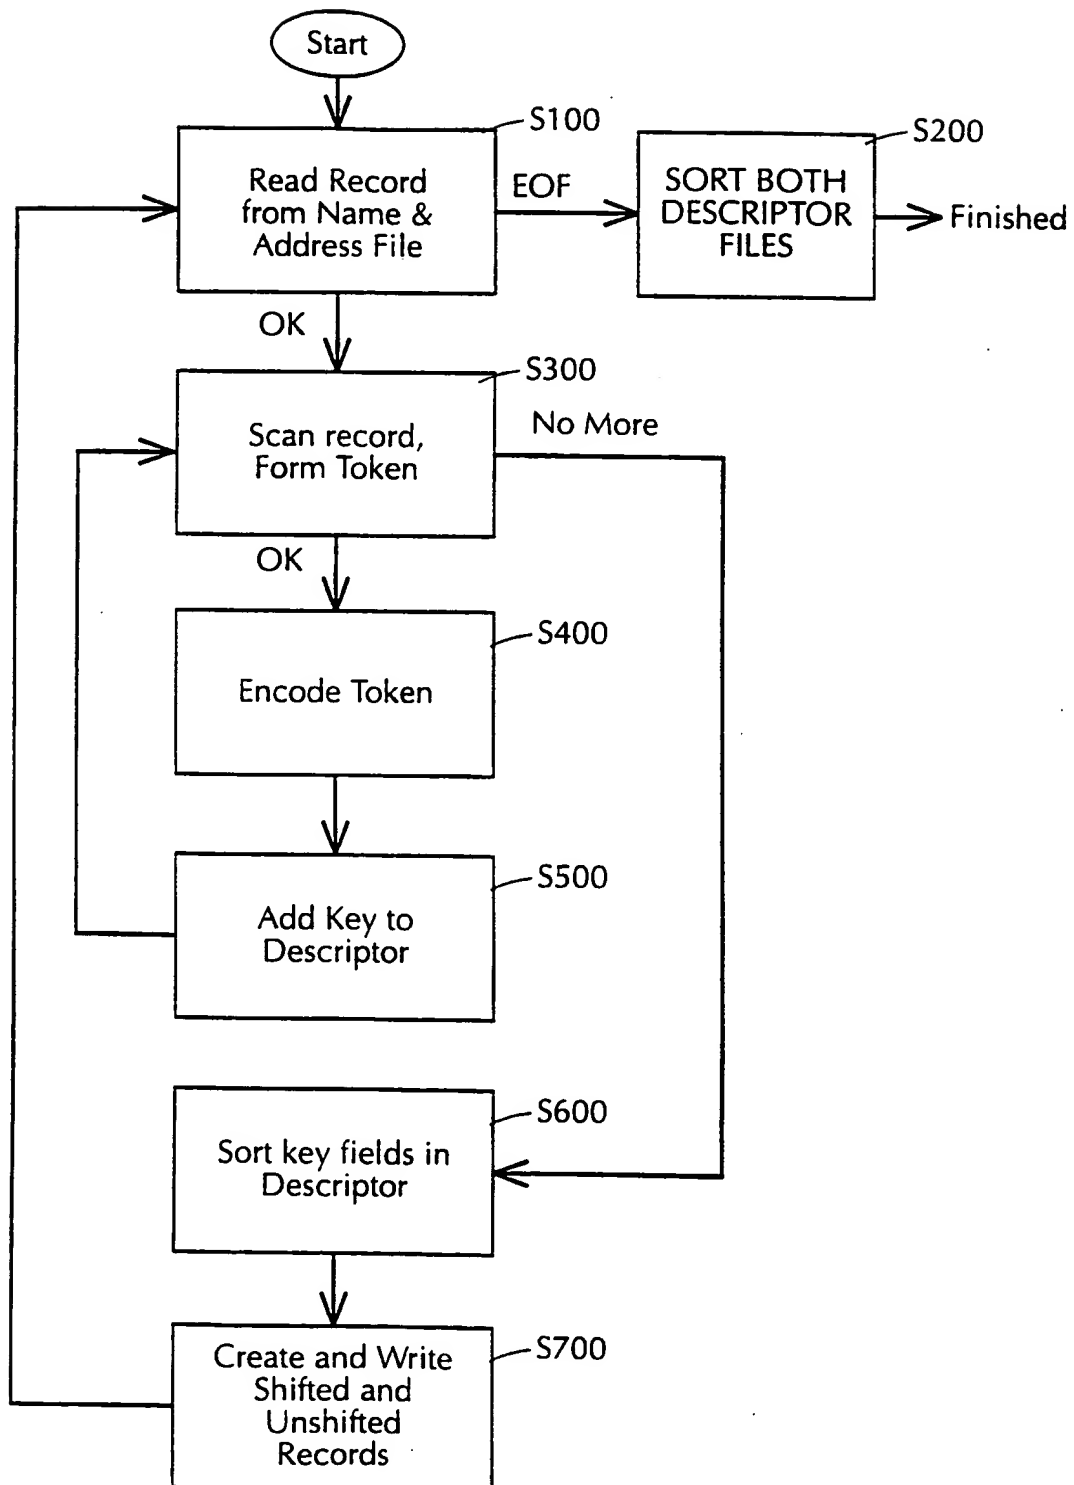 Start
S100
Read Record
from Name &
Address File
EOF
S200
SORT BOTH
DESCRIPTOR
FILES
Finished
OK
S300
Scan record,
Form Token
No More
OK
S400
Encode Token
S500
Add Key to
Descriptor
S600
Sort key fields in
Descriptor
S700
Create and Write
Shifted and
Unshifted
Records